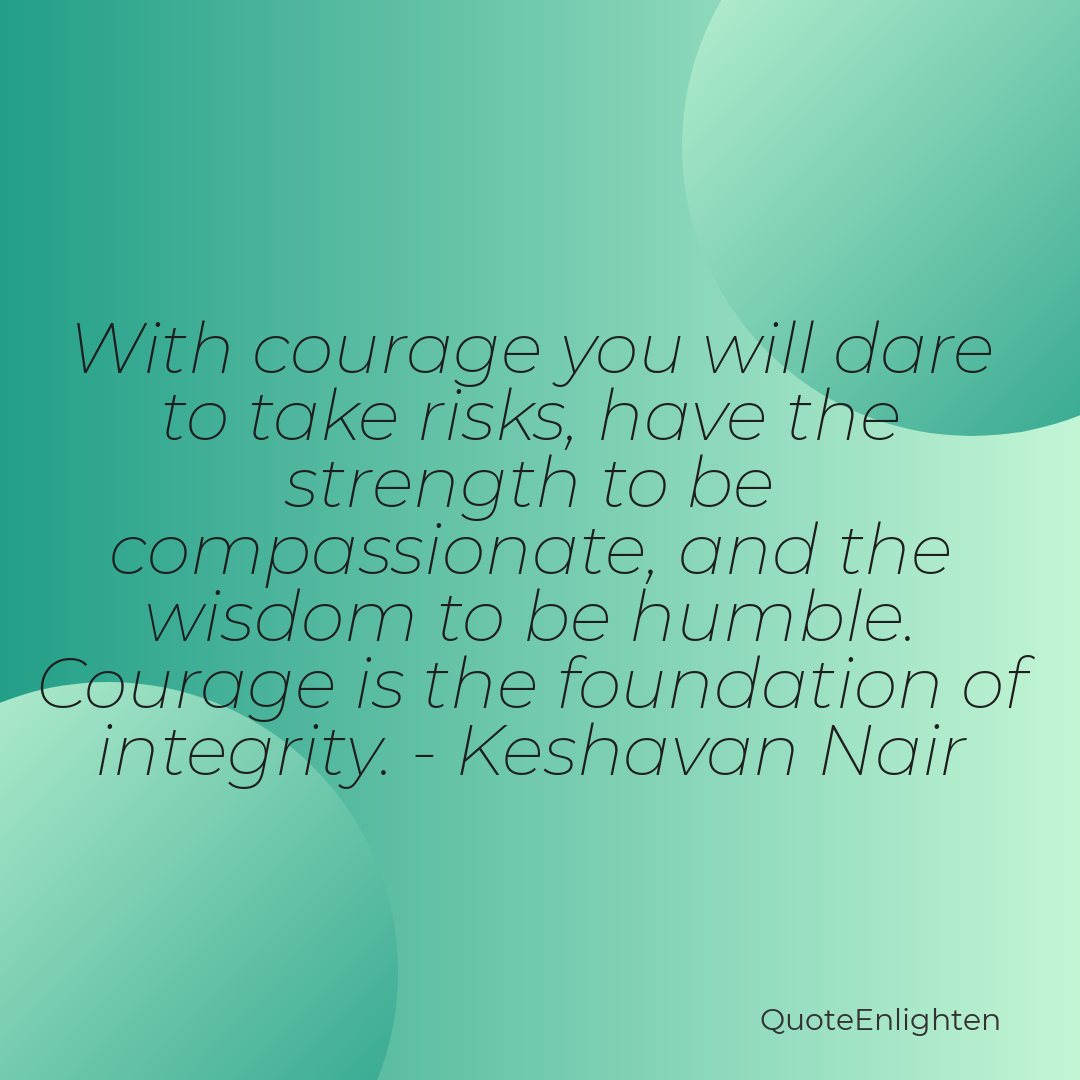 With courage you will dare
to take risks, have the
strength to be
compassionate, and the
wisdom to be humble.
Courage is the foundation of
integrity. - Keshavan Nair
QuoteEnlighten